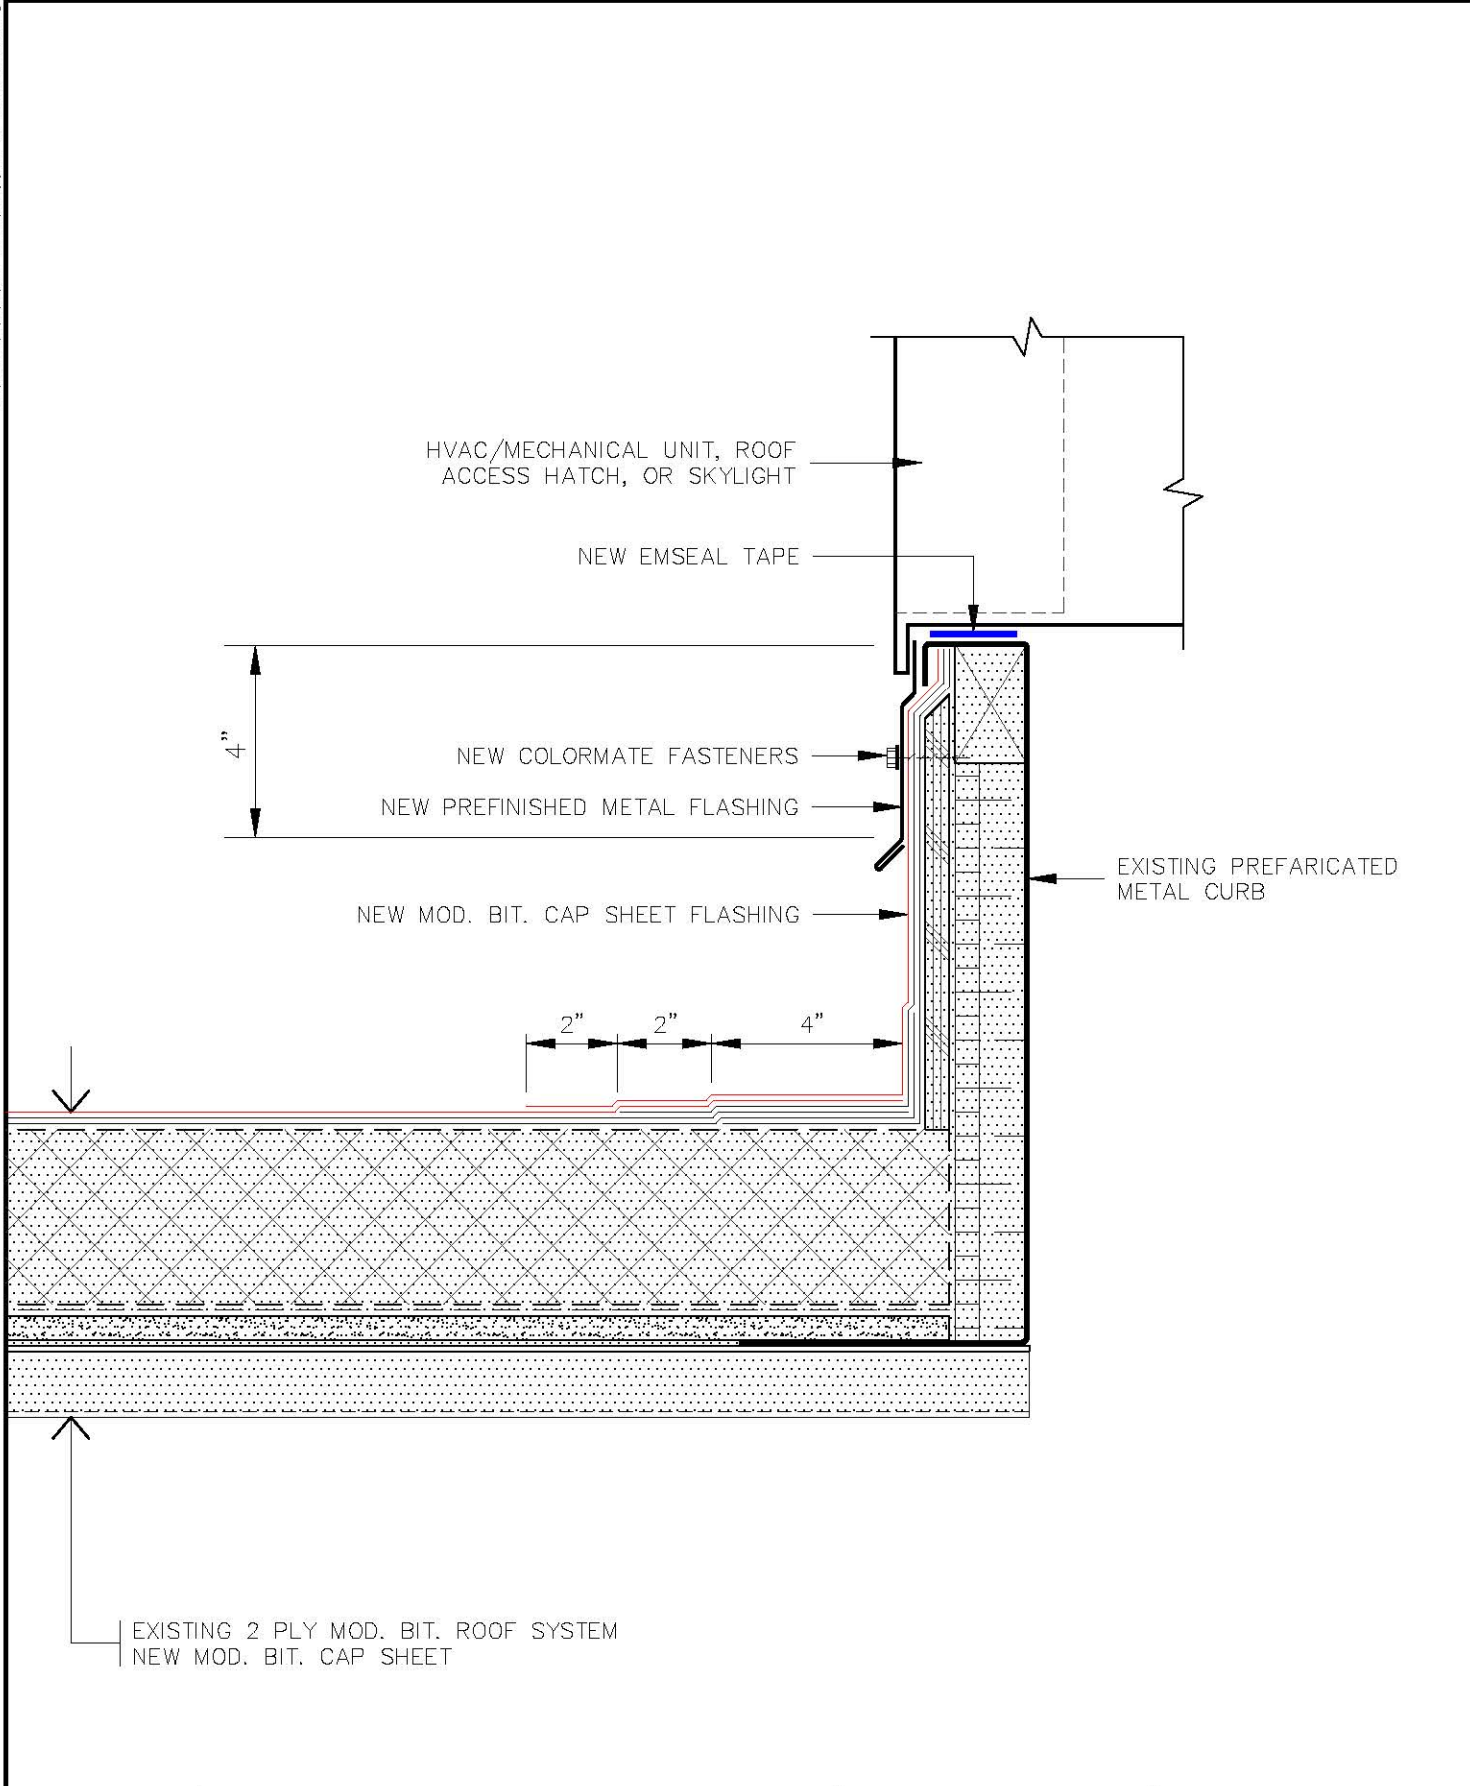 HVAC/MECHANICAL UNIT, ROOF
ACCESS HATCH, OR SKYLIGHT
NEW EMSEAL TAPE
4"
NEW COLORMATE FASTENERS
NEW PREFINISHED METAL FLASHING
EXISTING PREFARICATED
METAL CURB
NEW MOD. BIT. CAP SHEET FLASHING
2" 2" 4"
EXISTING 2 PLY MOD. BIT. ROOF SYSTEM
NEW MOD. BIT. CAP SHEET